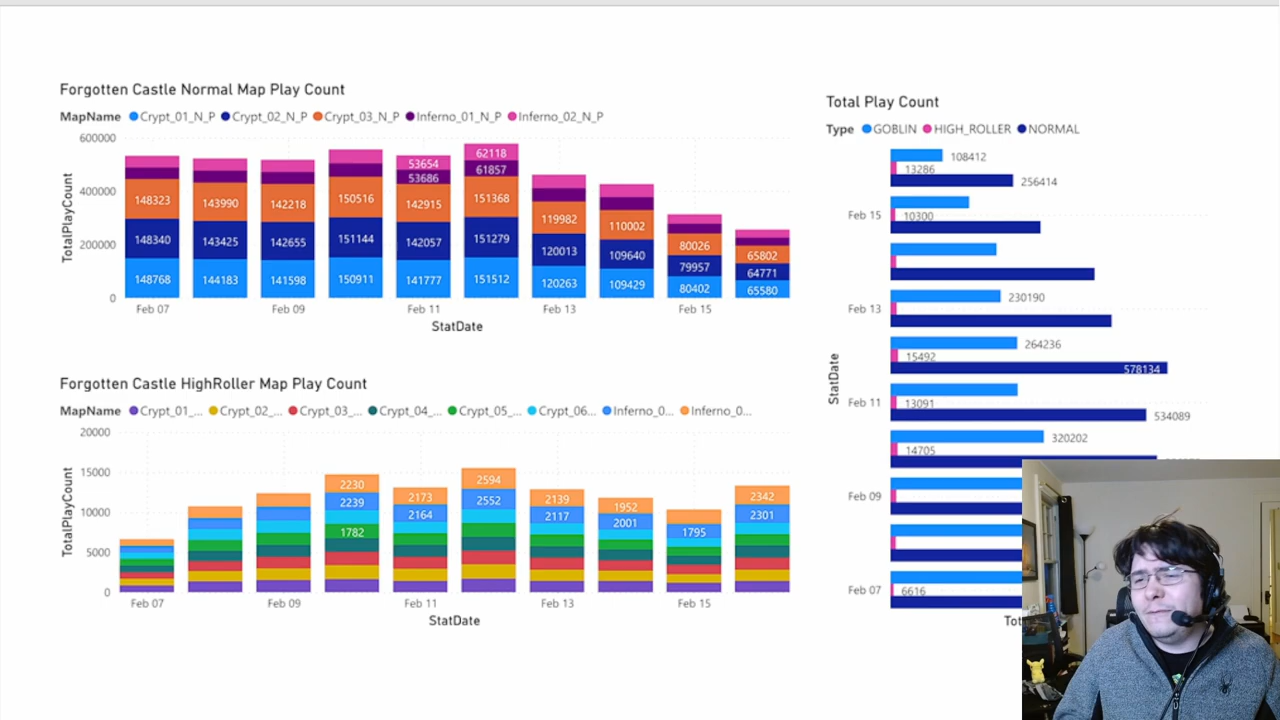 Forgotten Castle Normal Map Play Count
MapName Crypt_01_N_P Crypt_02_N_P Crypt_03_N_P Inferno_01_N_P Inferno_02_N_P
600000
400000
200000
0
TotalPlayCount
148323 143990 142218 150516 53654 62118
53686 61857
142915 151368 119982 110002 80026 65802
148340 143425 142655 151144 142057 151279 120013 109640 79957 64771
148768 144183 141598 150911 141777 151512 120263 109429 80402 65580
Feb 07 Feb 09 Feb 11 Feb 13 Feb 15
StatDate
Forgotten Castle HighRoller Map Play Count
MapName Crypt_01_... Crypt_02_... Crypt_03_... Crypt_04_... Crypt_05_... Crypt_06... Inferno_0... Inferno_0...
20000
15000
10000
5000
0
TotalPlayCount
2230 2173 2594 2139 1952 2342
2239 2164 2552 2117 2001 1795 2301
1782
Feb 07 Feb 09 Feb 11 Feb 13 Feb 15
StatDate
Total Play Count
Type GOBLIN HIGH_ROLLER NORMAL
108412
13286
256414
Feb 15 10300
Feb 13 230190
264236
15492
578134
Feb 11 13091
534089
320202
14705
Feb 09
Feb 07 6616
StatDate